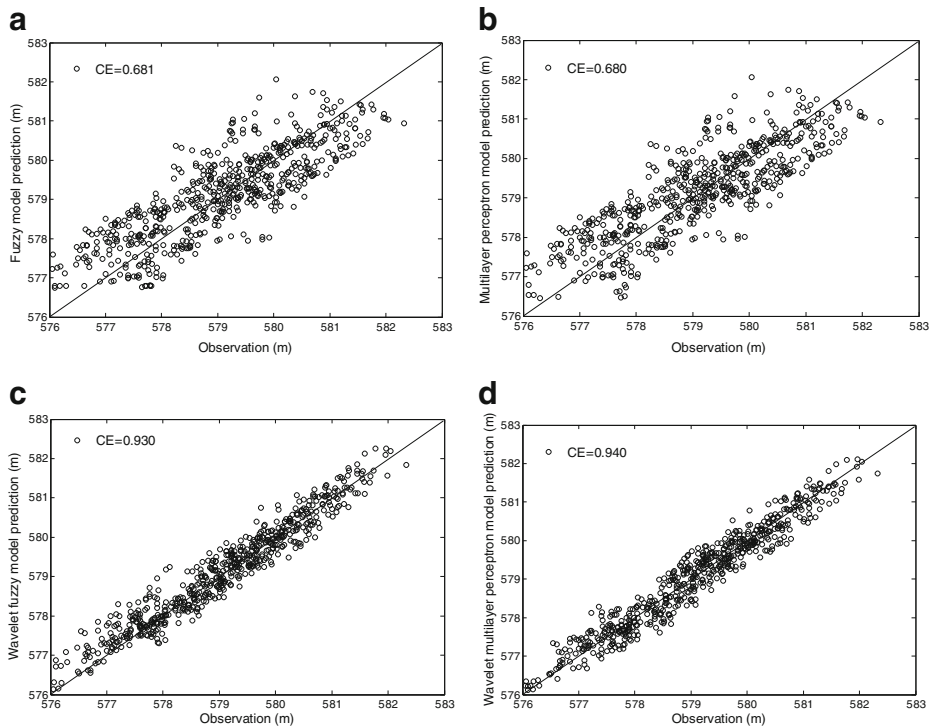 a
583
582
581
580
579
578
577
576
576 577 578 579 580 581 582 583
CE=0.681
Fuzzy model prediction (m)
Observation (m)
b
583
582
581
580
579
578
577
576
576 577 578 579 580 581 582 583
CE=0.680
Multilayer perceptron model prediction (m)
Observation (m)
c
583
582
581
580
579
578
577
576
576 577 578 579 580 581 582 583
CE=0.930
Wavelet fuzzy model prediction (m)
Observation (m)
d
583
582
581
580
579
578
577
576
576 577 578 579 580 581 582 583
CE=0.940
Wavelet multilayer perceptron model prediction (m)
Observation (m)